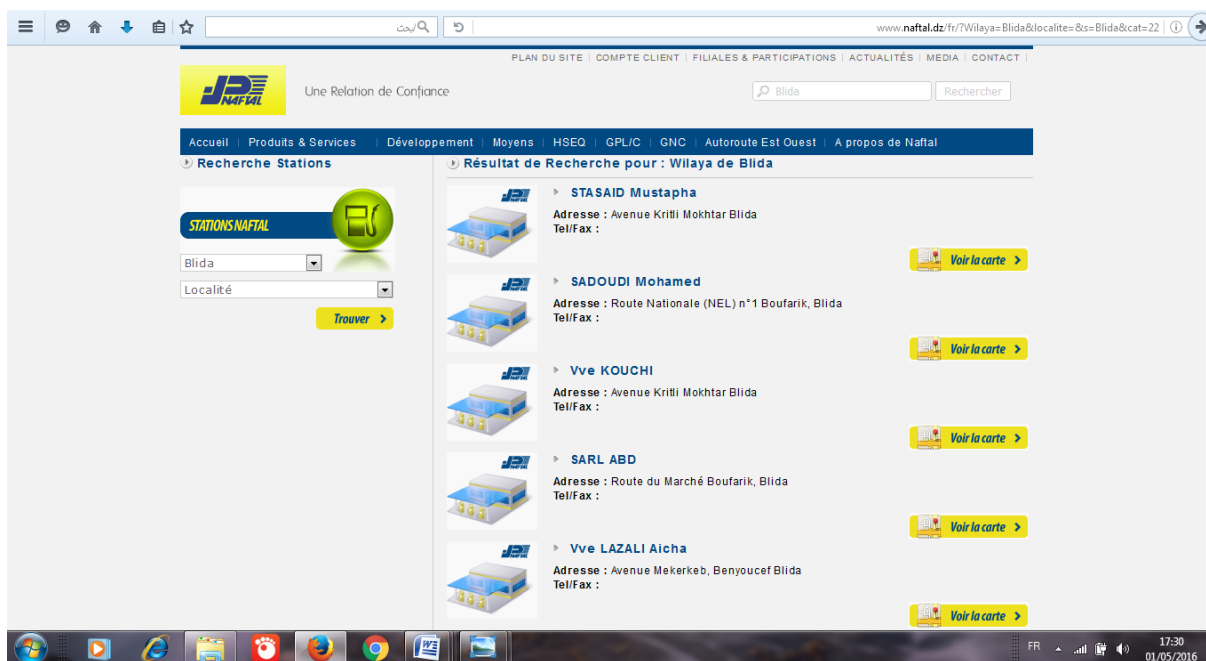 بحث
www.naftal.dz/fr/?Wilaya=Blida&localite=&s=Blida&cat=22
PLAN DU SITE | COMPTE CLIENT | FILIALES & PARTICIPATIONS | ACTUALITÉS | MEDIA | CONTACT |
NAFTAL
Une Relation de Confiance
Blida
Rechercher
Accueil | Produits & Services | Développement | Moyens | HSEQ | GPL/C | GNC | Autoroute Est Ouest | A propos de Naftal
Recherche Stations
STATIONS NAFTAL
Blida
Localité
Trouver
Résultat de Recherche pour : Wilaya de Blida
STASAID Mustapha
Adresse : Avenue Kritli Mokhtar Blida
Tel/Fax :
Voir la carte
SADOUDI Mohamed
Adresse : Route Nationale (NEL) n°1 Boufarik, Blida
Tel/Fax :
Voir la carte
Vve KOUCHI
Adresse : Avenue Kritli Mokhtar Blida
Tel/Fax :
Voir la carte
SARL ABD
Adresse : Route du Marché Boufarik, Blida
Tel/Fax :
Voir la carte
Vve LAZALI Aicha
Adresse : Avenue Mekerkeb, Benyoucef Blida
Tel/Fax :
Voir la carte
FR
17:30
01/05/2016